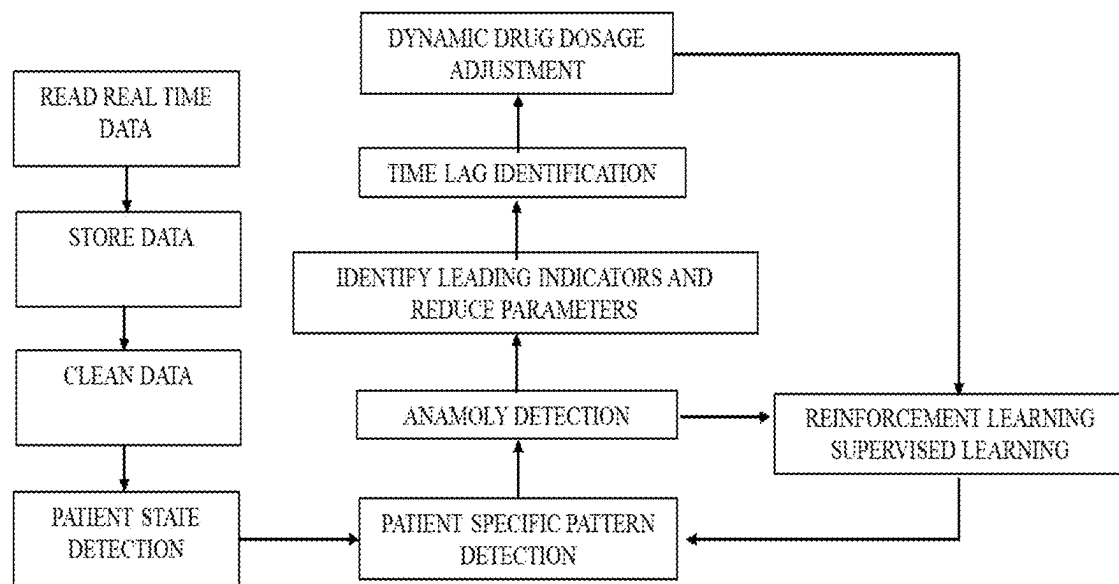 READ REAL TIME
DATA
STORE DATA
CLEAN DATA
PATIENT STATE
DETECTION
DYNAMIC DRUG DOSAGE
ADJUSTMENT
TIME LAG IDENTIFICATION
IDENTIFY LEADING INDICATORS AND
REDUCE PARAMETERS
ANAMOLY DETECTION
PATIENT SPECIFIC PATTERN
DETECTION
REINFORCEMENT LEARNING
SUPERVISED LEARNING